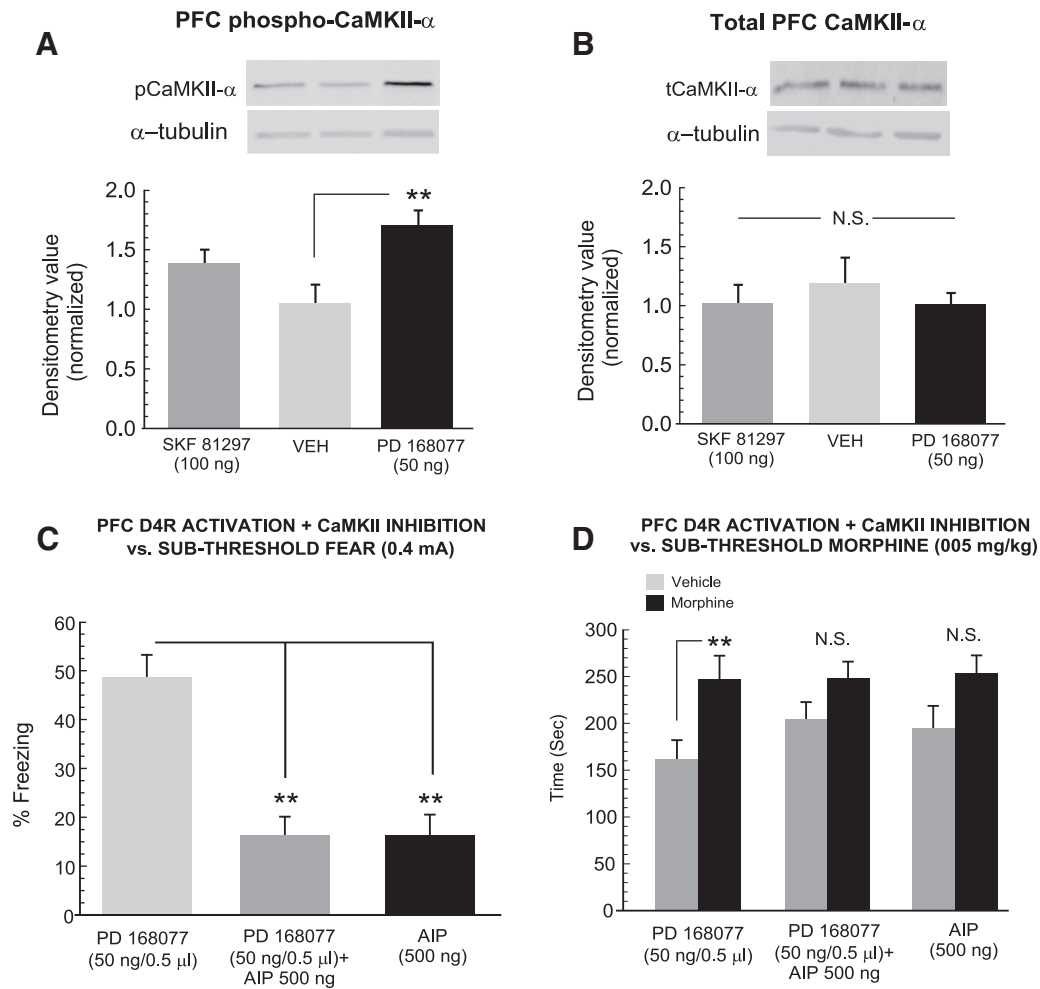 PFC phospho-CaMKII-α
A
pCaMKII-α
α–tubulin
2.0
1.5
1.0
0.5
0.0
Densitometry value
(normalized)
**
SKF 81297
(100 ng)
VEH
PD 168077
(50 ng)
Total PFC CaMKII-α
B
tCaMKII-α
α–tubulin
2.0
1.5
1.0
0.5
0.0
Densitometry value
(normalized)
N.S.
SKF 81297
(100 ng)
VEH
PD 168077
(50 ng)
C
PFC D4R ACTIVATION + CaMKII INHIBITION
vs. SUB-THRESHOLD FEAR (0.4 mA)
60
50
40
30
20
10
0
% Freezing
**
**
PD 168077
(50 ng/0.5 µl)
PD 168077
(50 ng/0.5 µl)+
AIP 500 ng
AIP
(500 ng)
D
PFC D4R ACTIVATION + CaMKII INHIBITION
vs. SUB-THRESHOLD MORPHINE (005 mg/kg)
Vehicle
Morphine
300
250
200
150
100
50
0
Time (Sec)
**
N.S.
N.S.
PD 168077
(50 ng/0.5 µl)
PD 168077
(50 ng/0.5 µl)+
AIP 500 ng
AIP
(500 ng)